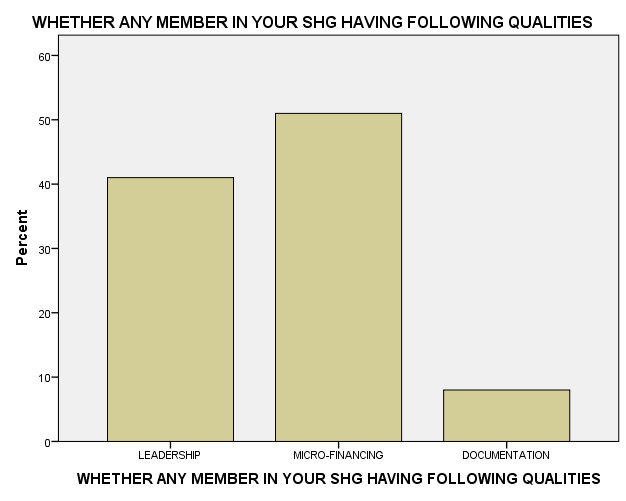 WHETHER ANY MEMBER IN YOUR SHG HAVING FOLLOWING QUALITIES
60
50
40
30
20
10
0
Percent
LEADERSHIP
MICRO-FINANCING
DOCUMENTATION
WHETHER ANY MEMBER IN YOUR SHG HAVING FOLLOWING QUALITIES